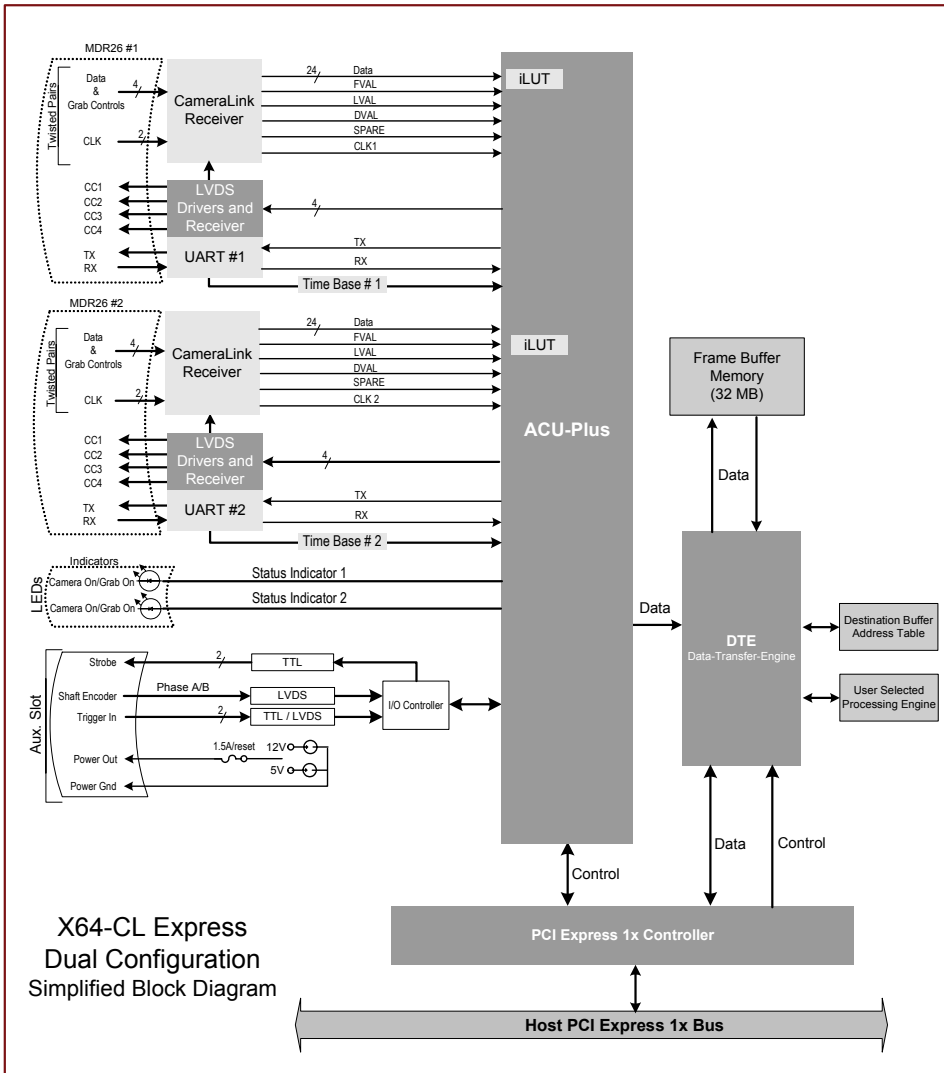 MDR26 #1
Twisted Pairs
Data
&
Grab Controls
4
CLK
2
CameraLink
Receiver
24
Data
FVAL
LVAL
DVAL
SPARE
CLK1
iLUT
CC1
CC2
CC3
CC4
LVDS
Drivers and
Receiver
4
TX
RX
UART #1
TX
RX
Time Base # 1
MDR26 #2
Twisted Pairs
Data
&
Grab Controls
4
CLK
2
CameraLink
Receiver
24
Data
FVAL
LVAL
DVAL
SPARE
CLK 2
iLUT
CC1
CC2
CC3
CC4
LVDS
Drivers and
Receiver
4
TX
RX
UART #2
TX
RX
Time Base # 2
ACU-Plus
Frame Buffer
Memory
(32 MB)
Data
LEDs
Indicators
Camera On/Grab On
Status Indicator 1
Camera On/Grab On
Status Indicator 2
Data
DTE
Data-Transfer-Engine
Destination Buffer
Address Table
User Selected
Processing Engine
Aux. Slot
Strobe
2
TTL
Shaft Encoder
Phase A/B
LVDS
I/O Controller
Trigger In
2
TTL / LVDS
Power Out
1.5A/reset
12V
5V
Power Gnd
Control
Data
Control
PCI Express 1x Controller
X64-CL Express
Dual Configuration
Simplified Block Diagram
Host PCI Express 1x Bus